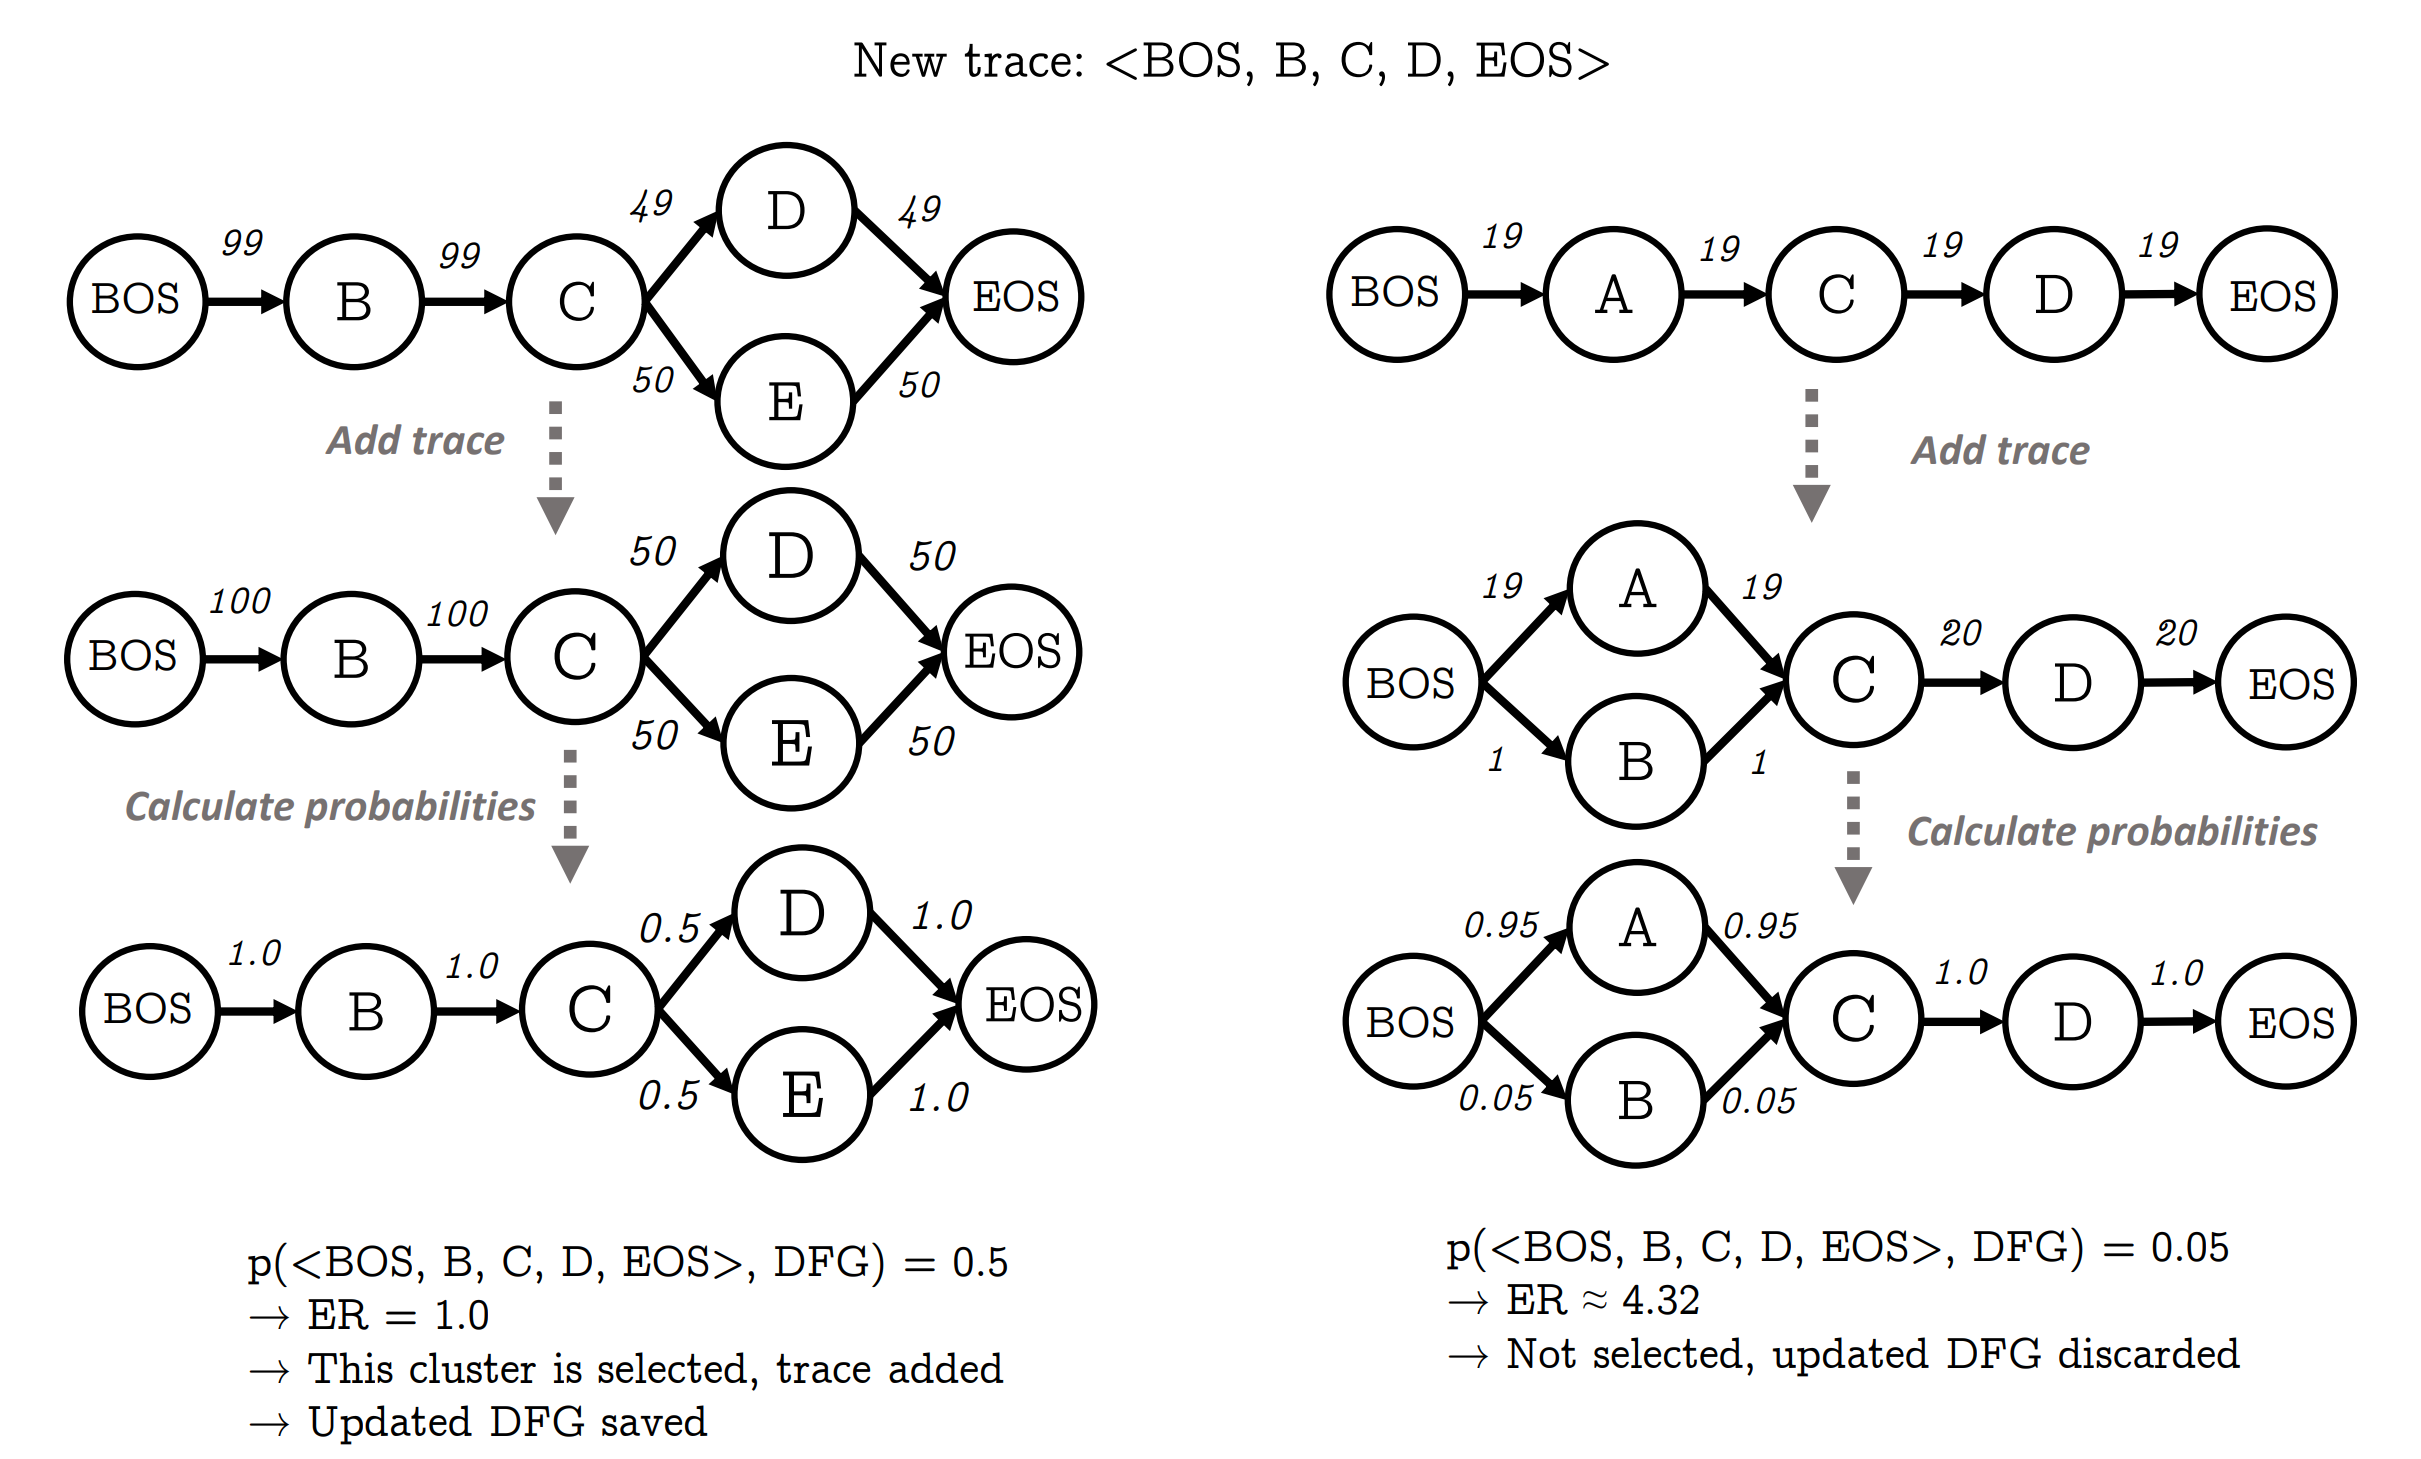 New trace: <BOS, B, C, D, EOS>
BOS 99 B 99 C 49 D 49 50 E 50 EOS
Add trace
BOS 100 B 100 C 50 D 50 50 E 50 EOS
Calculate probabilities
BOS 1.0 B 1.0 C 0.5 D 1.0 0.5 E 1.0 EOS
p(<BOS, B, C, D, EOS>, DFG) = 0.5
→ ER = 1.0
→ This cluster is selected, trace added
→ Updated DFG saved
BOS 19 A 19 C 19 D 19 EOS
Add trace
BOS 19 A 19 1 B 1 C 20 D 20 EOS
Calculate probabilities
BOS 0.95 A 0.95 0.05 B 0.05 C 1.0 D 1.0 EOS
p(<BOS, B, C, D, EOS>, DFG) = 0.05
→ ER ≈ 4.32
→ Not selected, updated DFG discarded